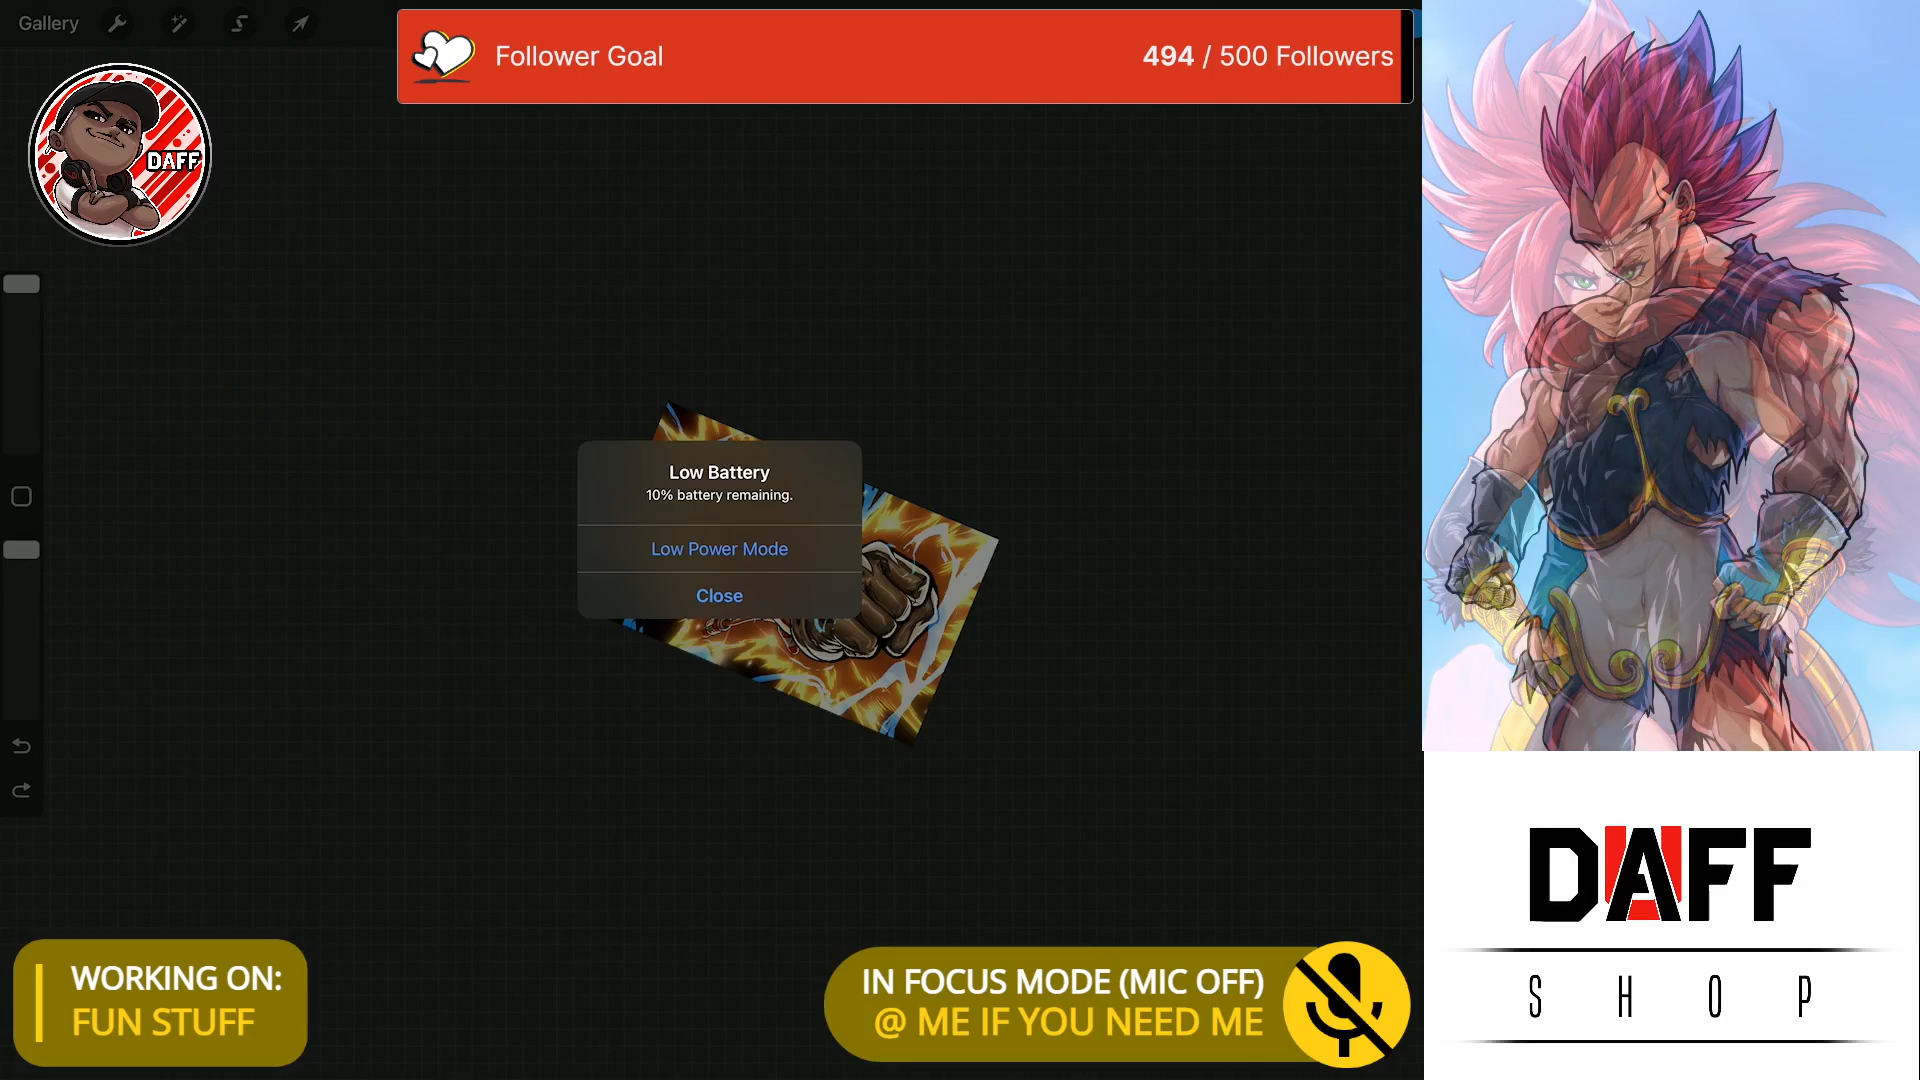 Gallery
Follower Goal
494 / 500 Followers
DAFF
Low Battery
10% battery remaining.
Low Power Mode
Close
WORKING ON:
FUN STUFF
IN FOCUS MODE (MIC OFF)
@ ME IF YOU NEED ME
DAFF
SHOP